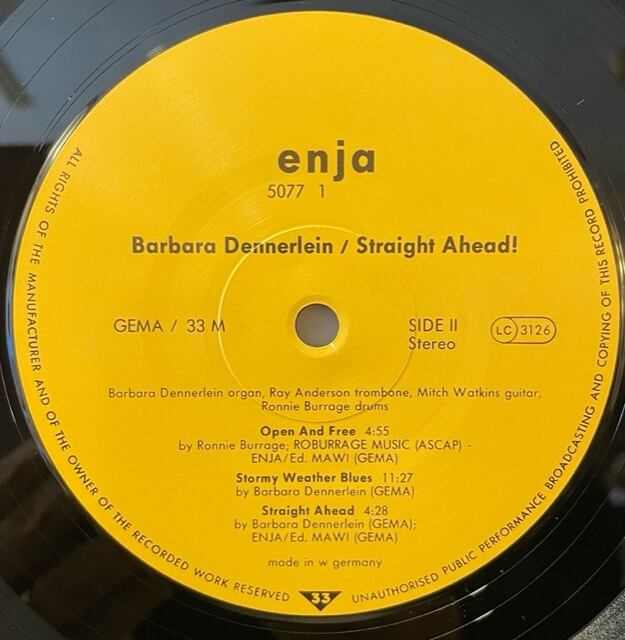 enja
5077 1
Barbara Dennerlein / Straight Ahead!
GEMA / 33 M
SIDE II
Stereo
LC 3126
Barbara Dennerlein organ, Ray Anderson trombone, Mitch Watkins guitar,
Ronnie Burrage drums
Open And Free 4:55
by Ronnie Burrage; ROBURRAGE MUSIC (ASCAP) -
ENJA/Ed. MAWI (GEMA)
Stormy Weather Blues 11:27
by Barbara Dennerlein (GEMA)
Straight Ahead 4:28
by Barbara Dennerlein (GEMA);
ENJA/Ed. MAWI (GEMA)
made in w germany
33
ALL RIGHTS OF THE MANUFACTURER AND OF THE OWNER OF THE RECORDED WORK RESERVED
UNAUTHORISED PUBLIC PERFORMANCE BROADCASTING AND COPYING OF THIS RECORD PROHIBITED